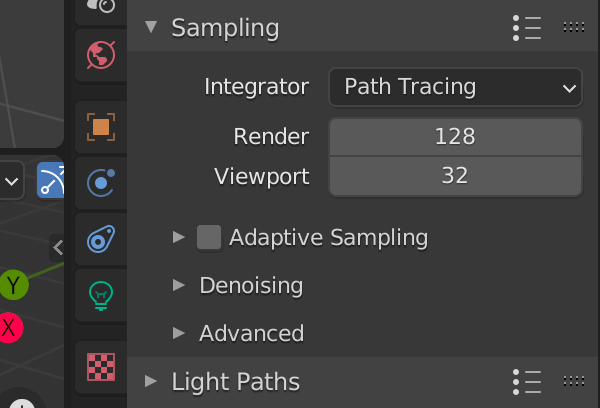 Sampling
Integrator Path Tracing
Render 128
Viewport 32
Adaptive Sampling
Denoising
Advanced
Light Paths
Y
X